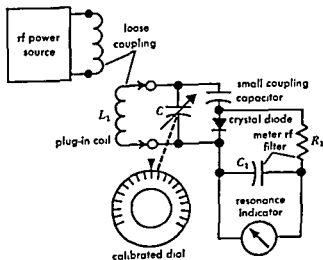 rf power
source
loose
coupling
L1
plug-in coil
C
small coupling
capacitor
crystal diode
meter rf
filter
R1
C1
resonance
indicator
calibrated dial